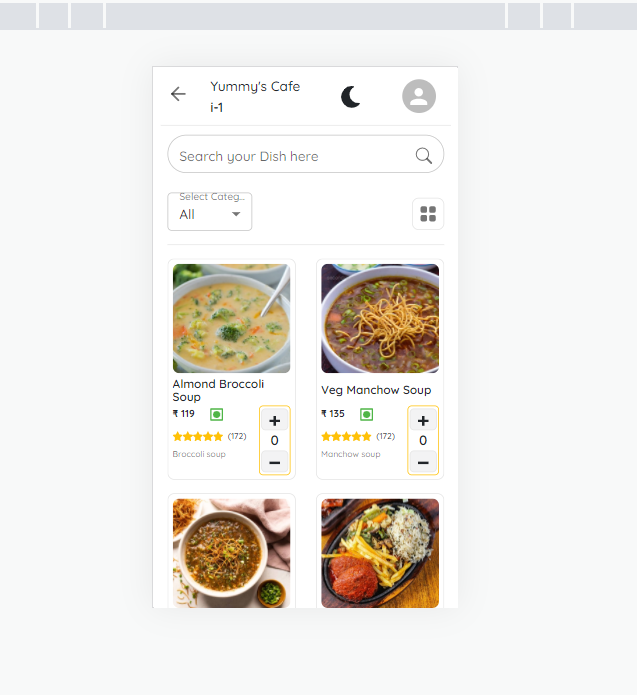 Yummy's Cafe
i-1
Search your Dish here
Select Categ...
All
Almond Broccoli
Soup
₹ 119
(172)
0
Broccoli soup
Veg Manchow Soup
₹ 135
(172)
0
Manchow soup